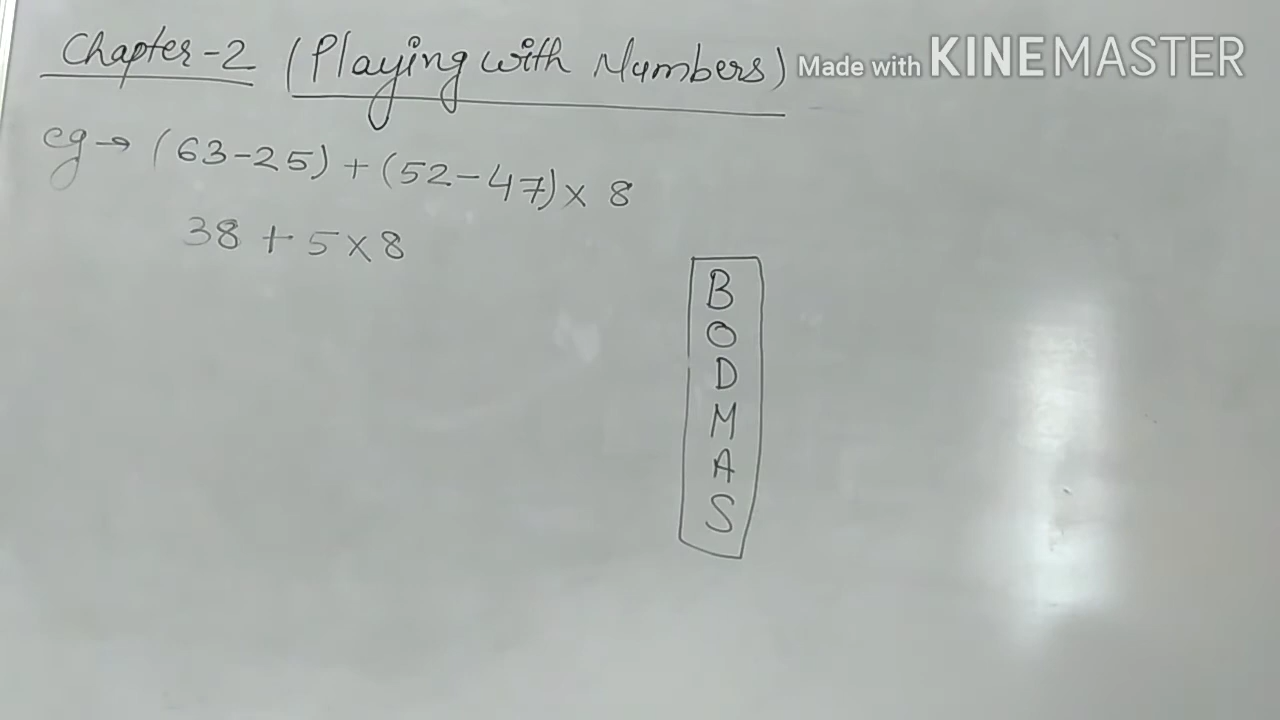 Chapter-2 (Playing with Numbers)
Made with KINEMASTER
eg → (63-25) + (52-47) × 8
38 + 5 × 8
B
O
D
M
A
S